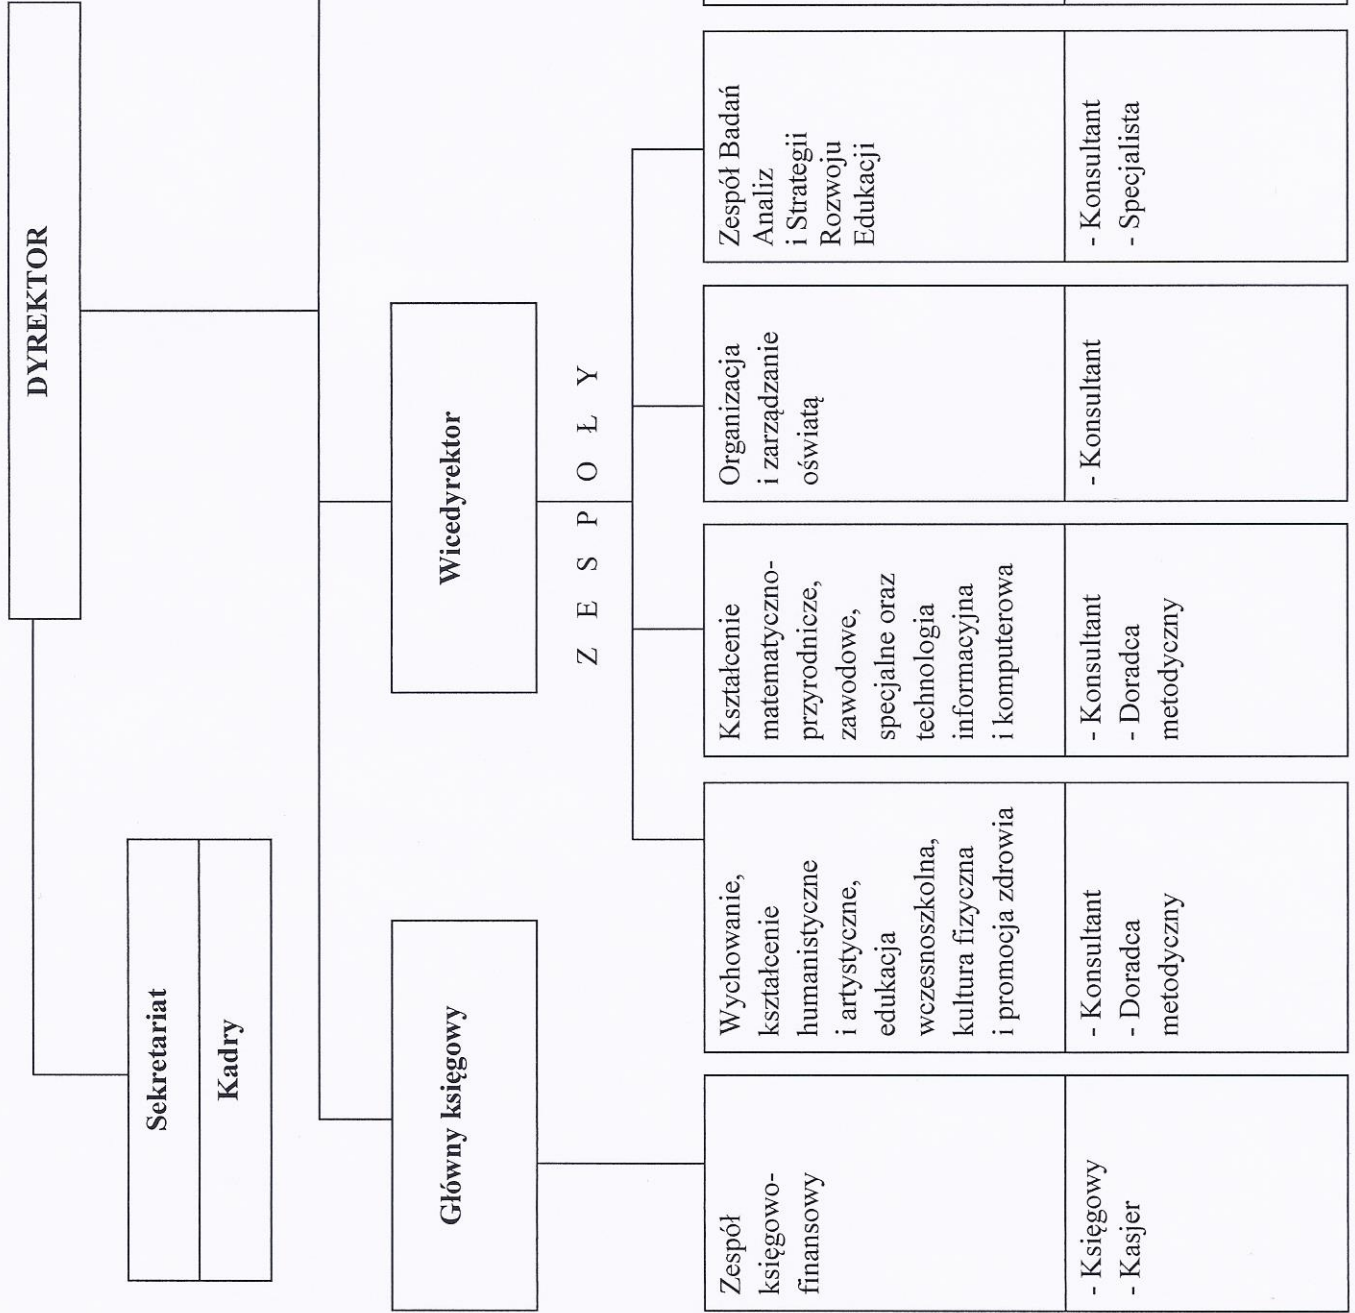 DYREKTOR
Sekretariat
Kadry
Główny księgowy
Wicedyrektor
Z E S P O Ł Y
Zespół
księgowo-
finansowy
- Księgowy
- Kasjer
Wychowanie,
kształcenie
humanistyczne
i artystyczne,
edukacja
wczesnoszkolna,
kultura fizyczna
i promocja zdrowia
- Konsultant
- Doradca
metodyczny
Kształcenie
matematyczno-
przyrodnicze,
zawodowe,
specjalne oraz
technologia
informacyjna
i komputerowa
- Konsultant
- Doradca
metodyczny
Organizacja
i zarządzanie
oświatą
- Konsultant
Zespół Badań
Analiz
i Strategii
Rozwoju
Edukacji
- Konsultant
- Specjalista